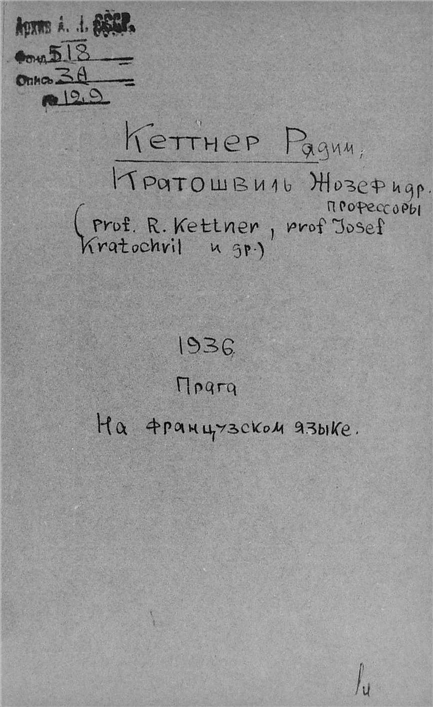 Архив А. Н. СССР.
Фонд 518
Опись 3А
№ 129
Кеттнер Радим,
Кратошвиль Жозеф и др.
профессоры
(prof. R. Kettner, prof Josef
Kratochvil и др.)
1936
Прага
На французском языке.